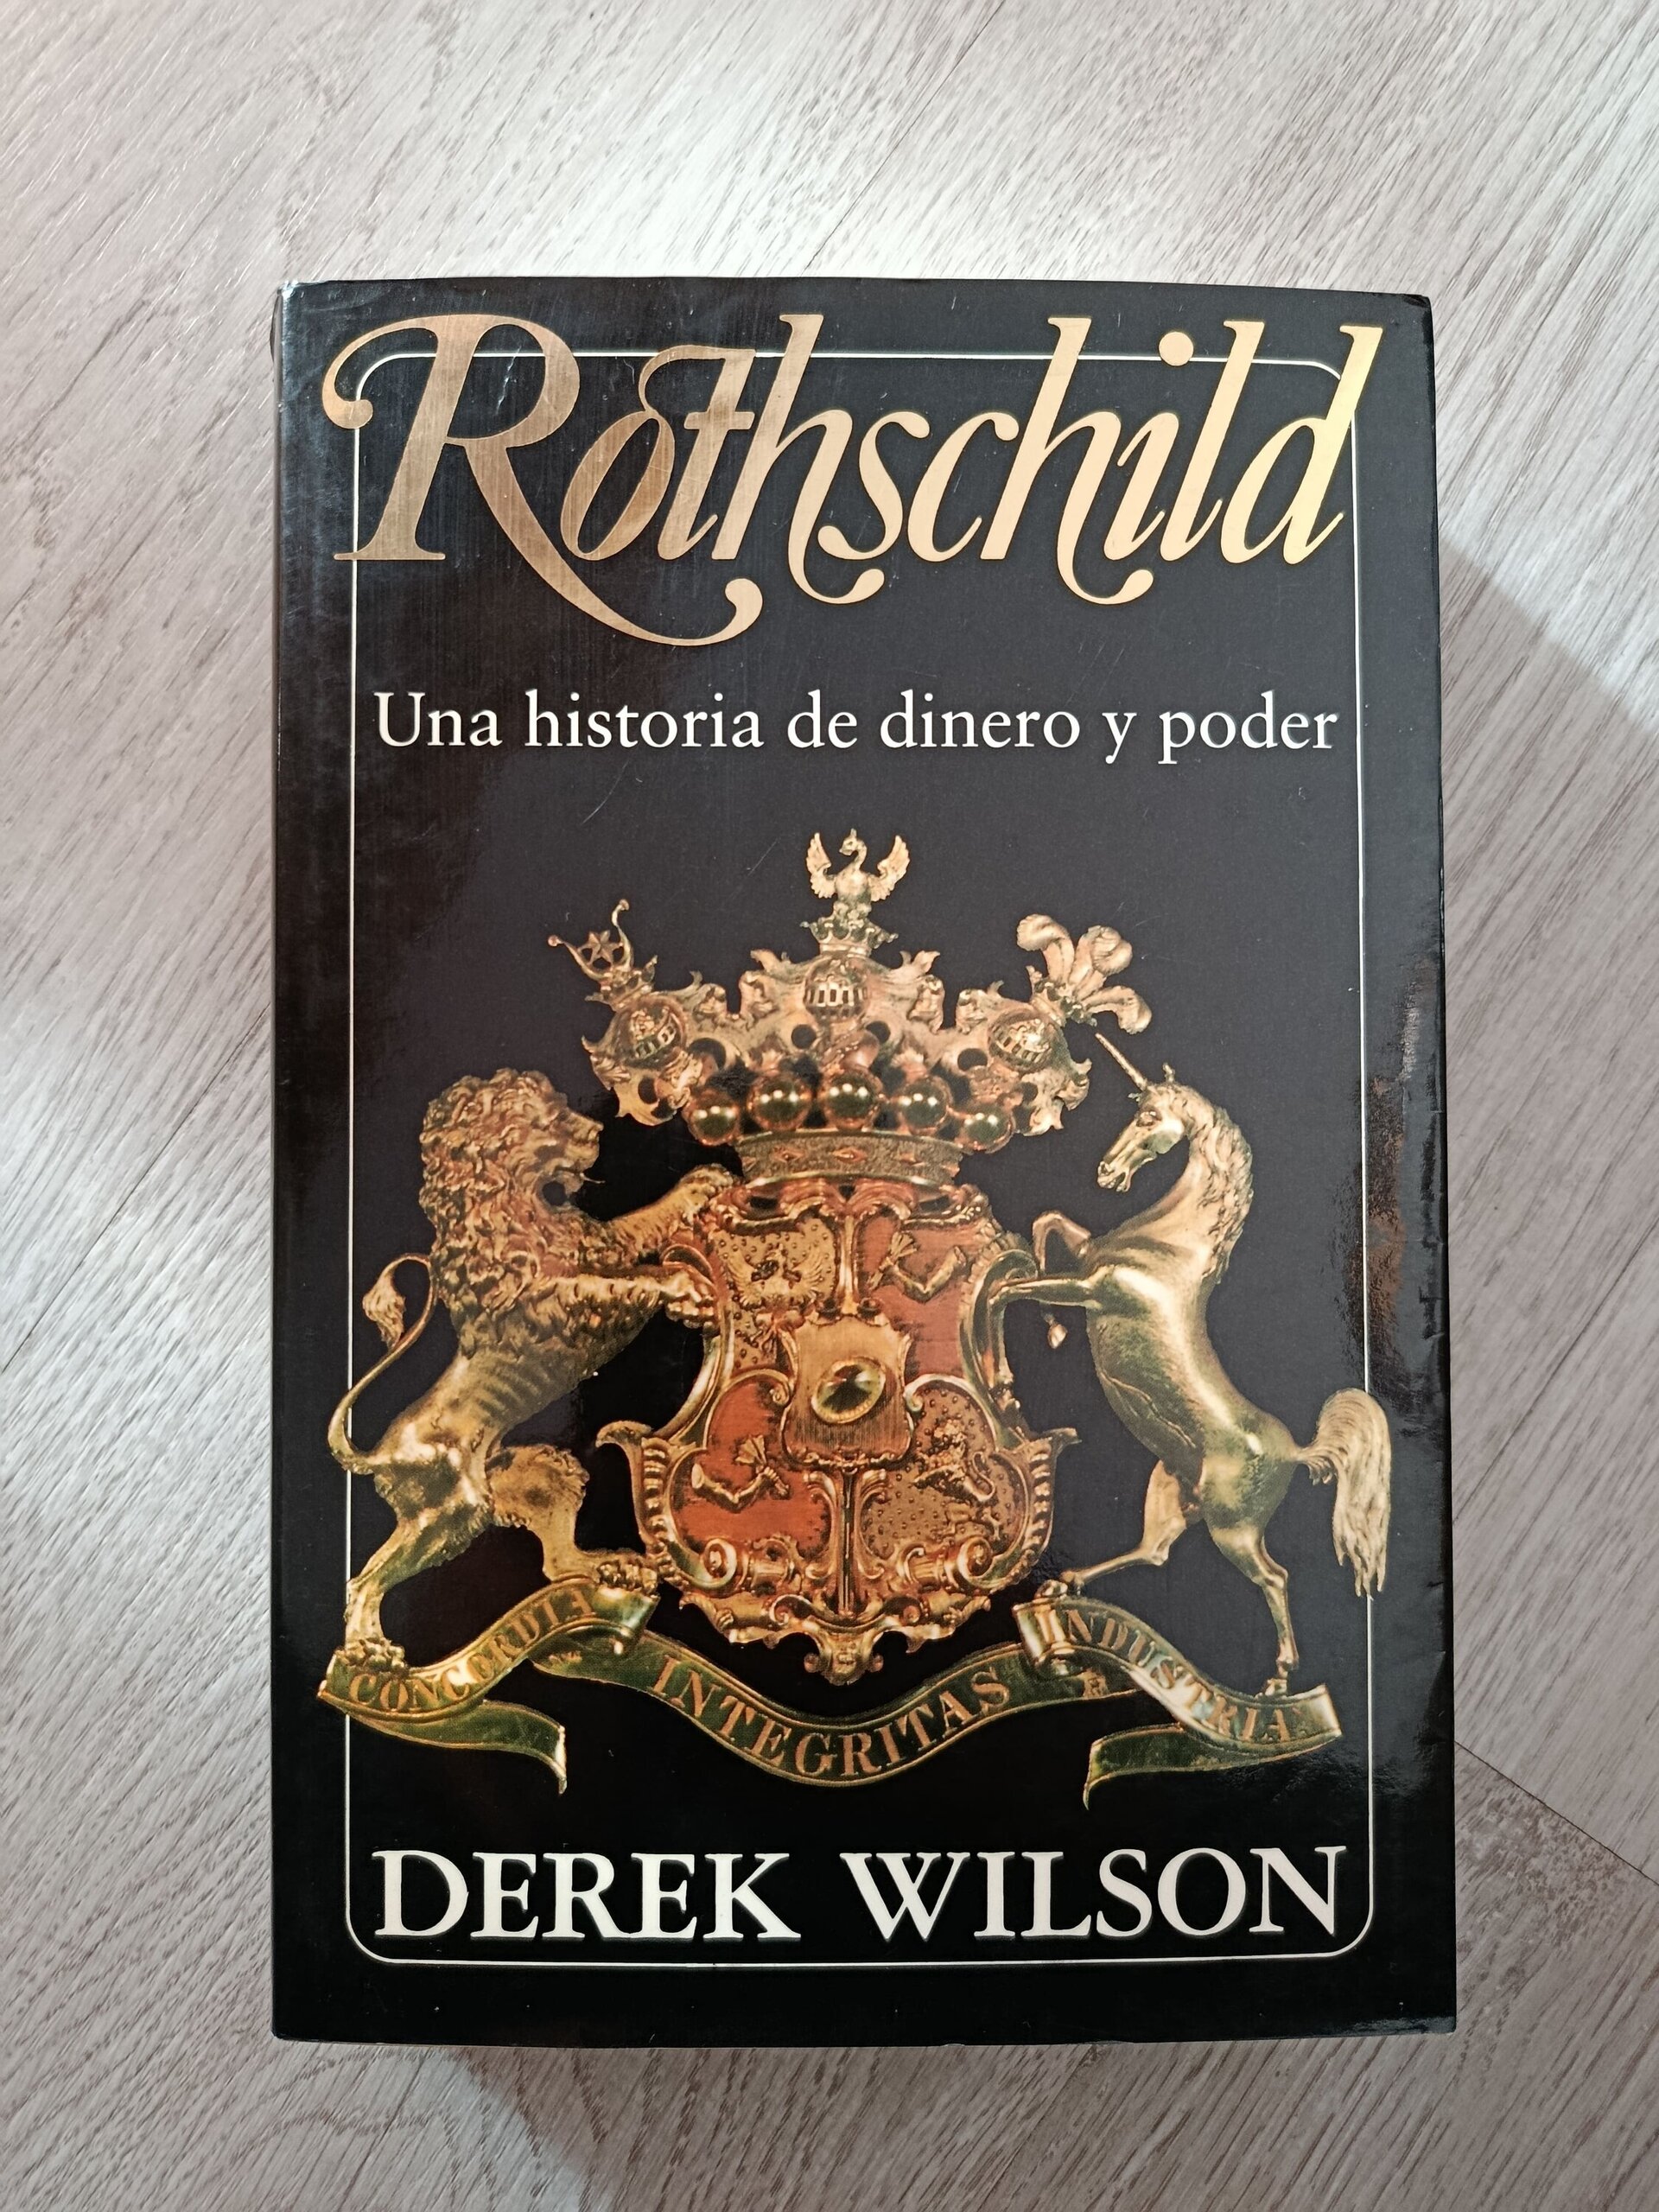 Rothschild
Una historia de dinero y poder
CONCORDIA
INTEGRITAS
INDUSTRIA
DEREK WILSON